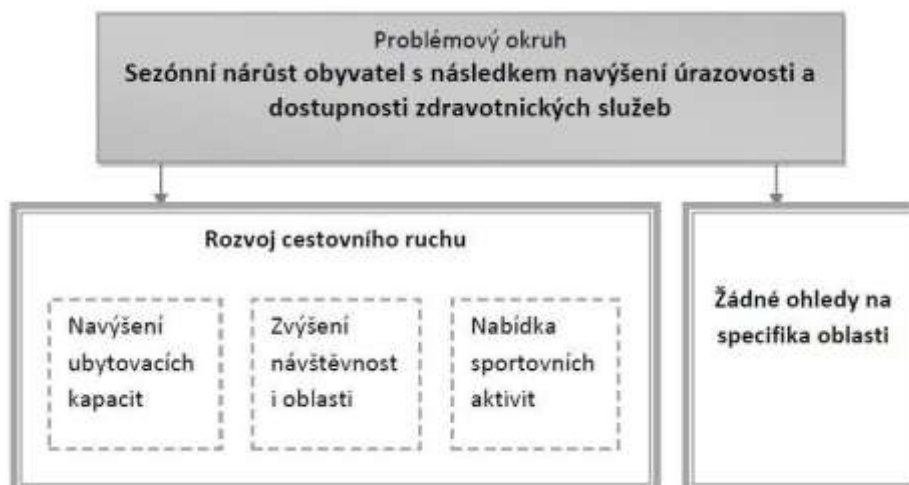 Problémový okruh
Sezónní nárůst obyvatel s následkem navýšení úrazovosti a
dostupnosti zdravotnických služeb
Rozvoj cestovního ruchu
Navýšení
ubytovacích
kapacit
Zvýšení
návštěvnost
i oblasti
Nabídka
sportovních
aktivit
Žádné ohledy na
specifika oblasti